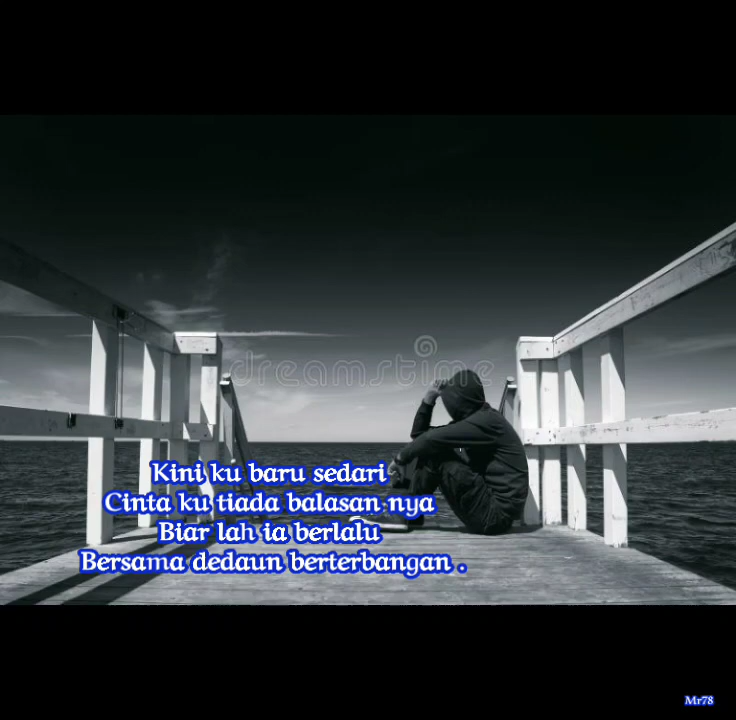 dreamstime
Kini ku baru sedari
Cinta ku tiada balasan nya
Biar lah ia berlalu
Bersama dedaun berterbangan .
Mr78